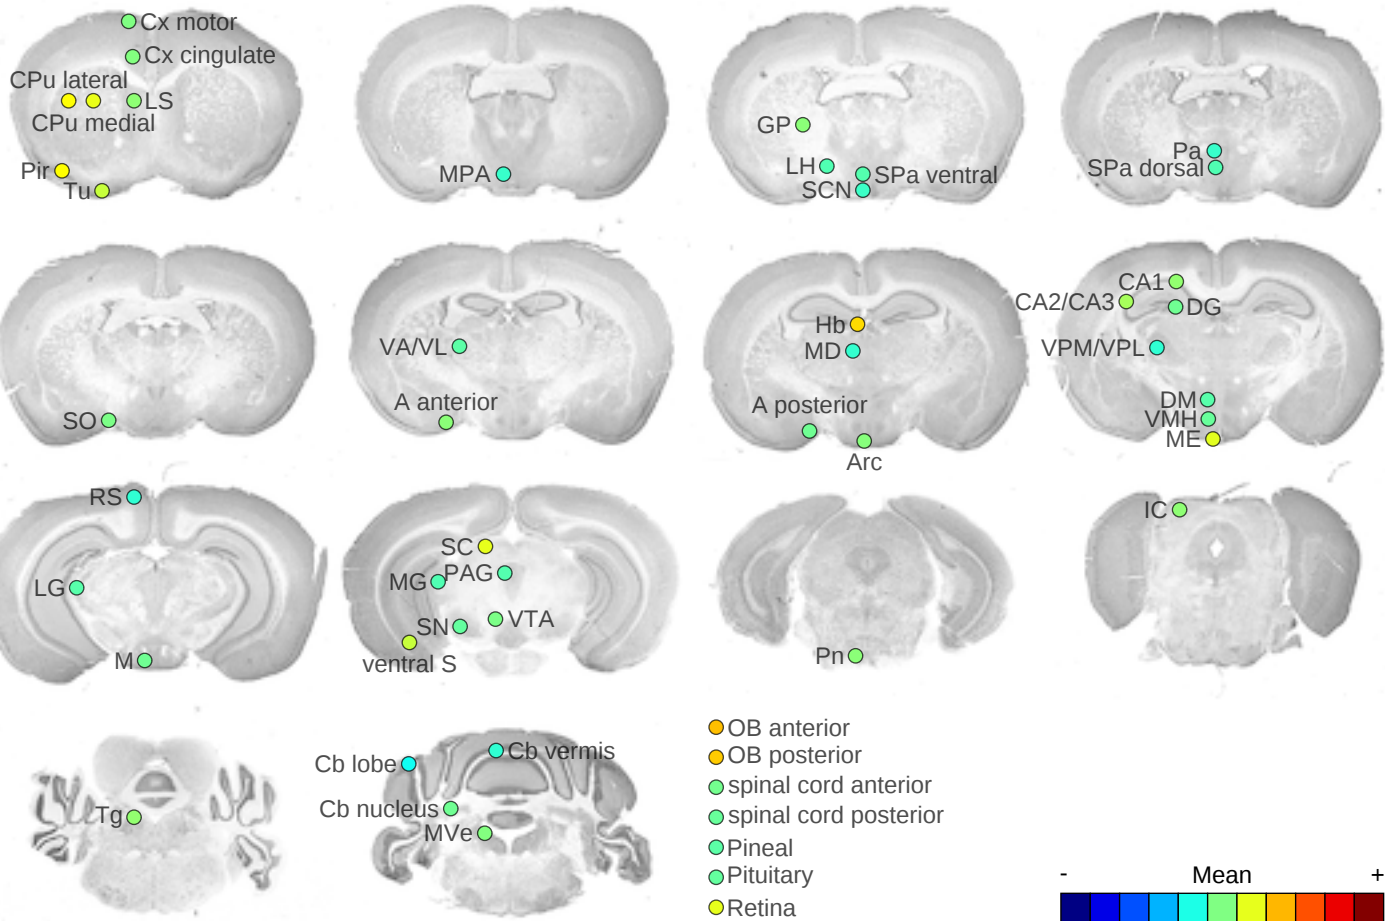 Cx motor
Cx cingulate
CPu lateral
LS
CPu medial
Pir
Tu
MPA
GP
LH
SPa ventral
SCN
Pa
SPa dorsal
SO
VA/VL
A anterior
Hb
MD
A posterior
Arc
CA1
CA2/CA3
DG
VPM/VPL
DM
VMH
ME
RS
LG
M
SC
MG
PAG
SN
VTA
ventral S
Pn
IC
Tg
Cb lobe
Cb vermis
Cb nucleus
MVe
OB anterior
OB posterior
spinal cord anterior
spinal cord posterior
Pineal
Pituitary
Retina
- Mean +